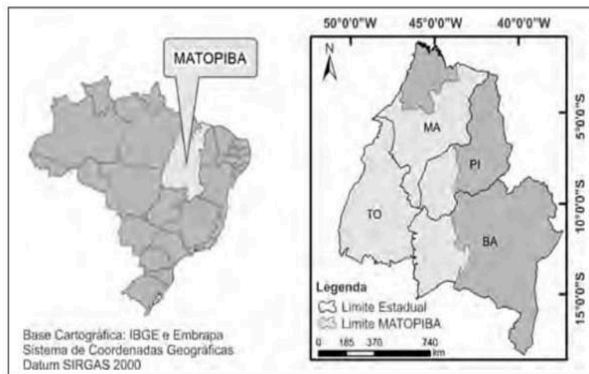 MATOPIBA
Base Cartográfica: IBGE e Embrapa
Sistema de Coordenadas Geográficas
Datum SIRGAS 2000
50°0'0"O 45°0'0"O 40°0'0"O
N
MA
PI
TO
BA
5°0'0"S
10°0'0"S
15°0'0"S
Legenda
Limite Estadual
Limite MATOPIBA
0 185 370 740
km